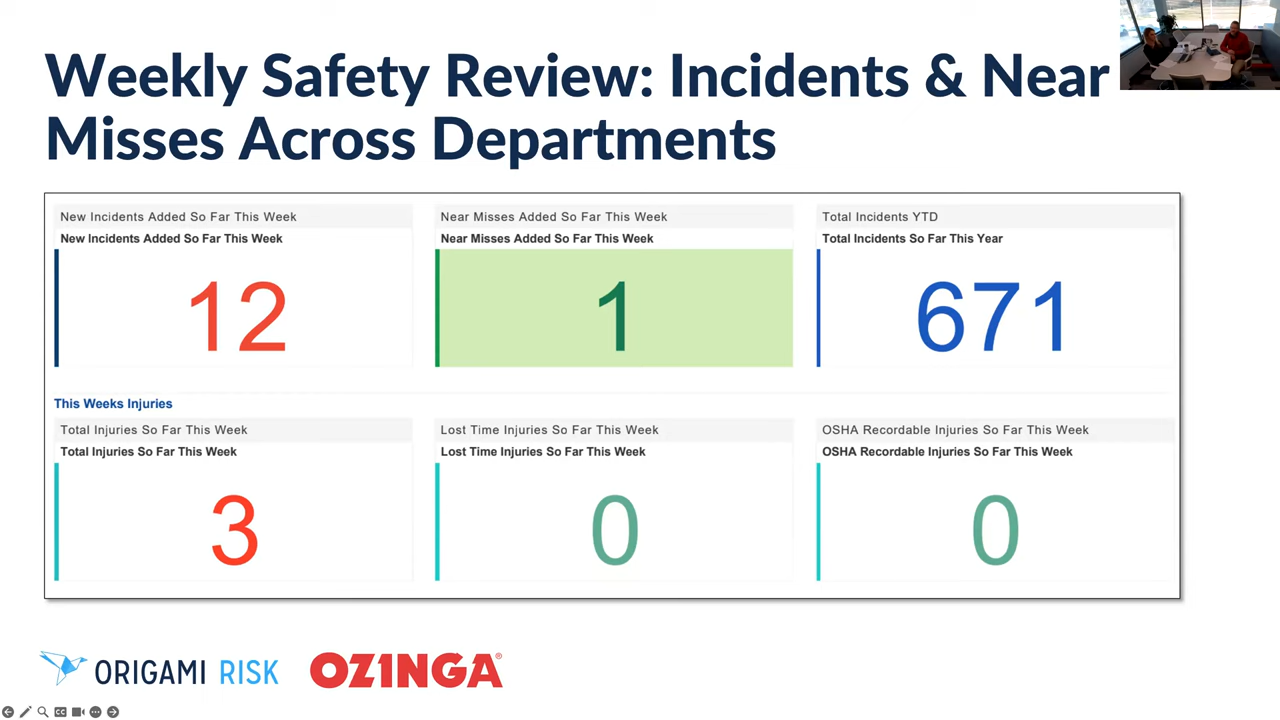 Weekly Safety Review: Incidents & Near
Misses Across Departments
New Incidents Added So Far This Week
New Incidents Added So Far This Week
12
Near Misses Added So Far This Week
Near Misses Added So Far This Week
1
Total Incidents YTD
Total Incidents So Far This Year
671
This Weeks Injuries
Total Injuries So Far This Week
Total Injuries So Far This Week
3
Lost Time Injuries So Far This Week
Lost Time Injuries So Far This Week
0
OSHA Recordable Injuries So Far This Week
OSHA Recordable Injuries So Far This Week
0
ORIGAMI RISK
OZINGA®
CC